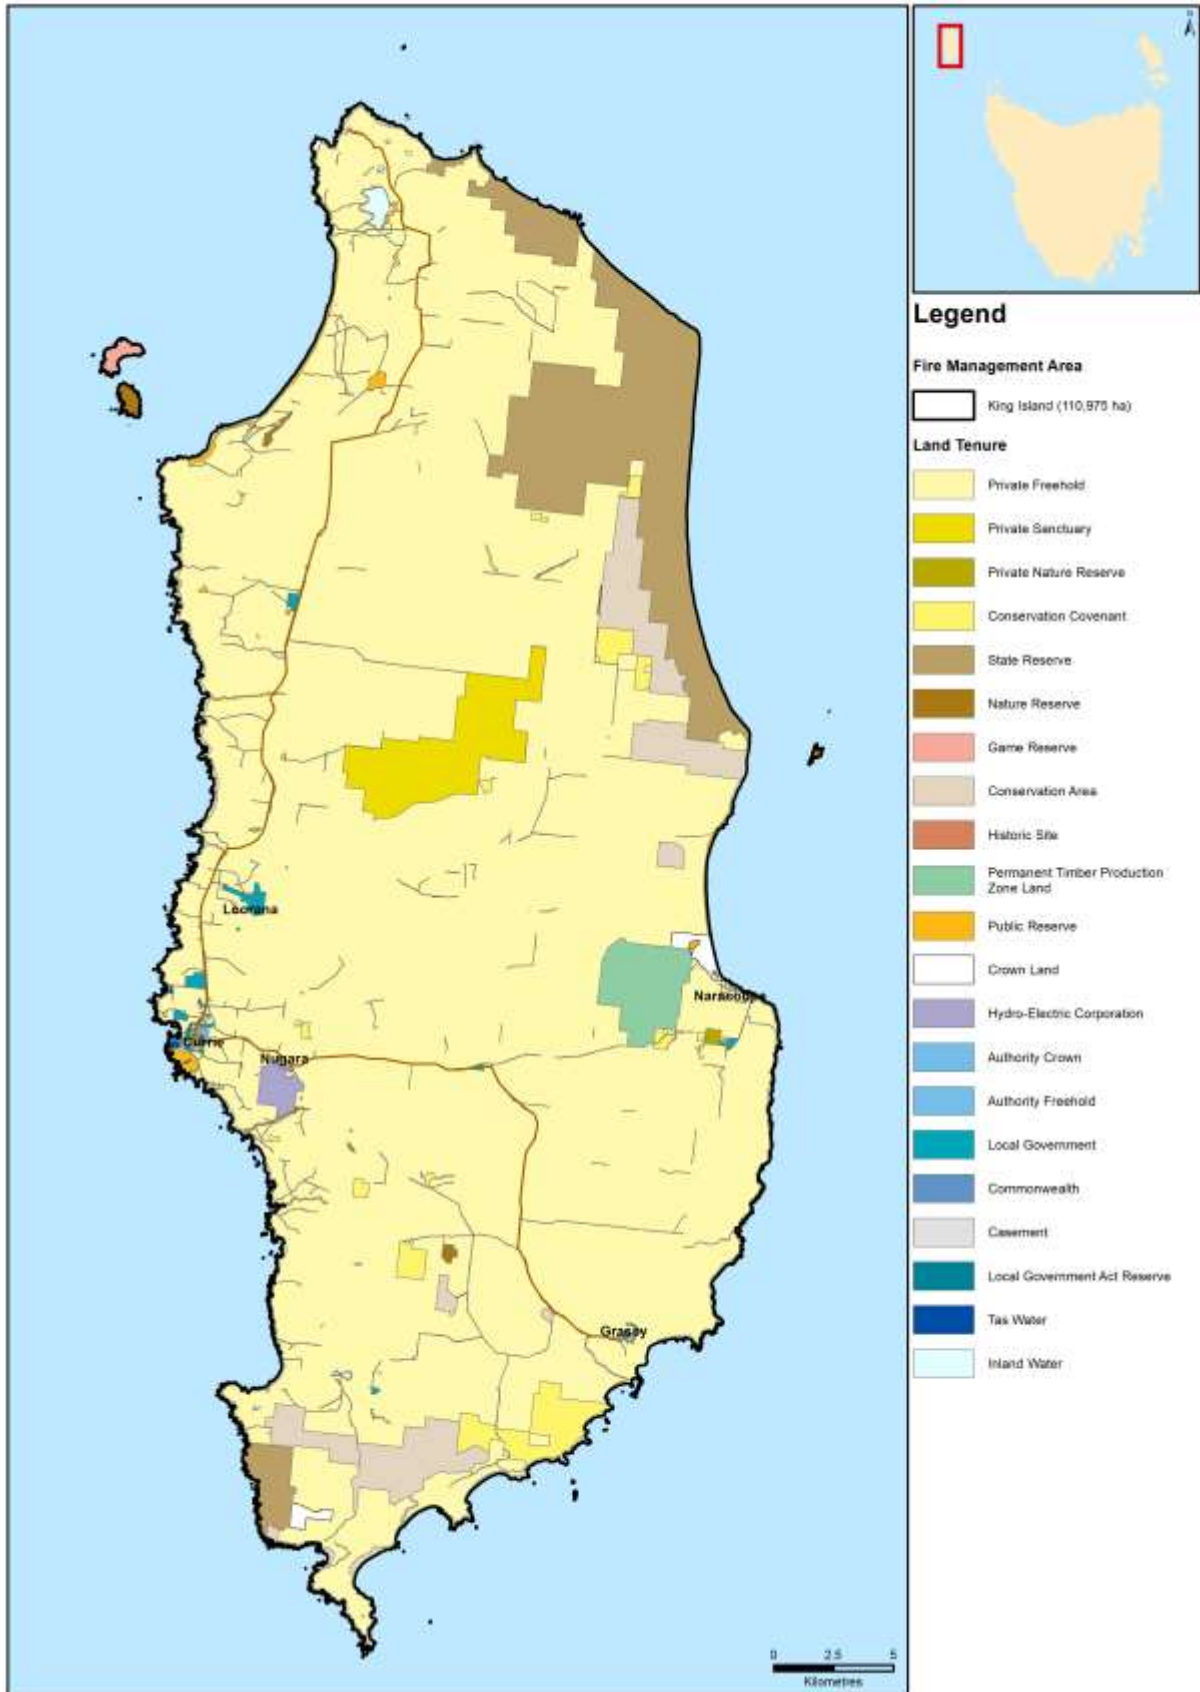 N
Legend
Fire Management Area
King Island (110,975 ha)
Land Tenure
Private Freehold
Private Sanctuary
Private Nature Reserve
Conservation Covenant
State Reserve
Nature Reserve
Game Reserve
Conservation Area
Historic Site
Permanent Timber Production
Zone Land
Public Reserve
Crown Land
Hydro-Electric Corporation
Authority Crown
Authority Freehold
Local Government
Commonwealth
Casement
Local Government Act Reserve
Tas Water
Inland Water
Loorana
Naracoopa
Currie
Nugara
Grassy
0 2.5 5
Kilometres